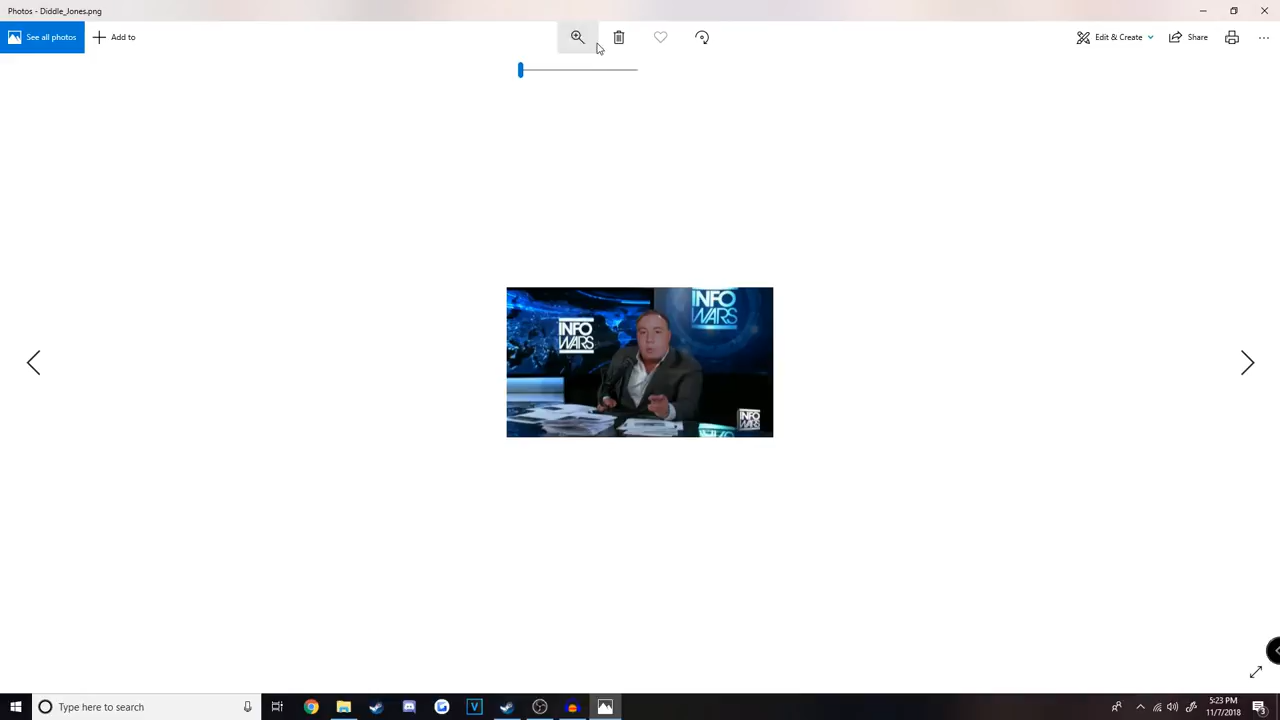 Photos - Diddle_Jones.png
See all photos
Add to
Edit & Create
Share
INFO
WARS
INFO
WARS
INFO
WARS
Type here to search
V
5:23 PM
11/7/2018